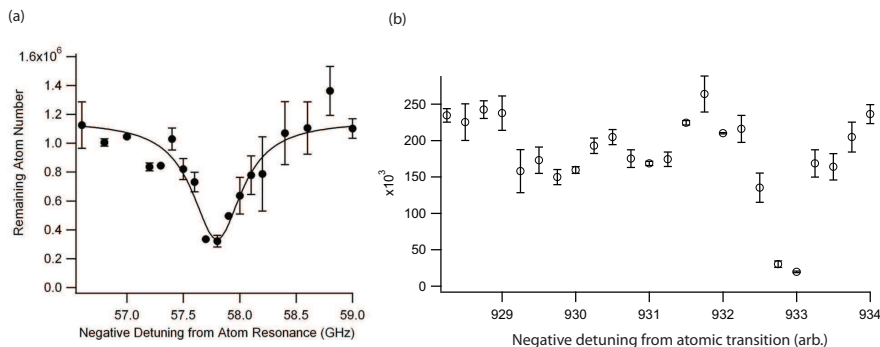 (a)
1.6x10⁶
1.4
1.2
1.0
0.8
0.6
0.4
0.2
0.0
Remaining Atom Number
57.0 57.5 58.0 58.5 59.0
Negative Detuning from Atom Resonance (GHz)
(b)
250
200
150
100
50
0
x10³
929 930 931 932 933 934
Negative detuning from atomic transition (arb.)